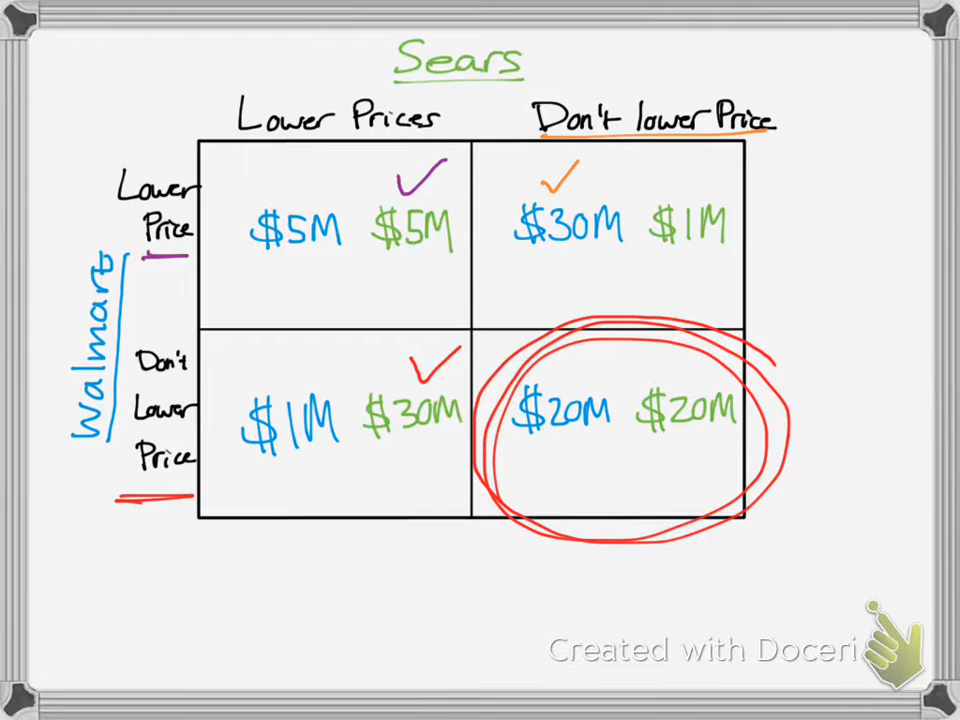 Sears
Lower Prices Don't lower Price
Lower
Price
$5M $5M $30M $1M
Walmart
Don't
Lower
Price
$1M $30M $20M $20M
Created with Doceri